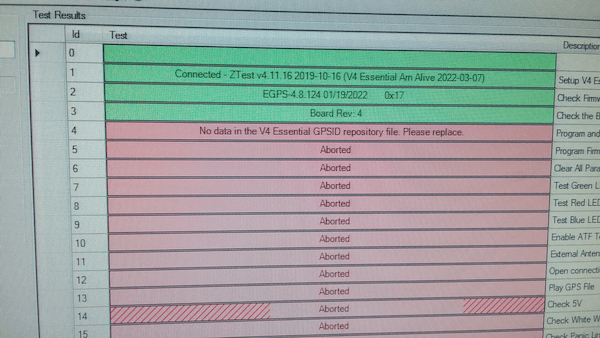 Test Results
Id Test Description
0
1 Connected - ZTest v4.11.16 2019-10-16 (V4 Essential Am Alive 2022-03-07) Setup V4 Es
2 EGPS-4.8.124 01/19/2022 0x17 Check Firmw
3 Board Rev: 4 Check the B
4 No data in the V4 Essential GPSID repository file. Please replace. Program and
5 Aborted Program Firm
6 Aborted Clear All Para
7 Aborted Test Green L
8 Aborted Test Red LED
9 Aborted Test Blue LED
10 Aborted Enable ATF Te
11 Aborted External Anten
12 Aborted Open connecti
13 Aborted Play GPS File
14 Aborted Check 5V
15 Aborted Check White W
Check Panic Lin